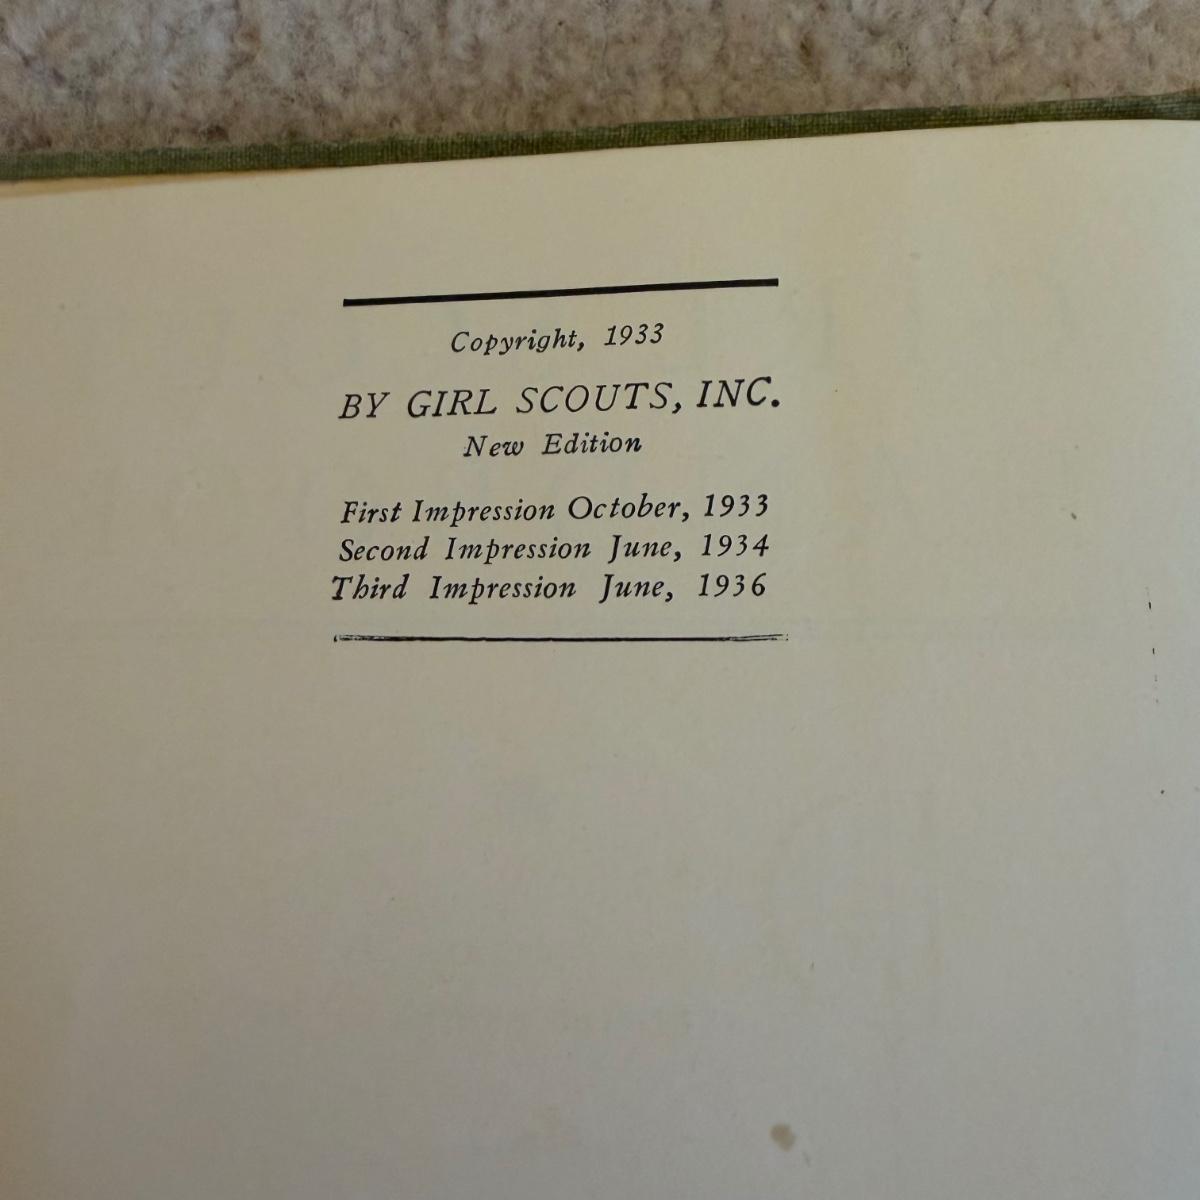 Copyright, 1933
BY GIRL SCOUTS, INC.
New Edition
First Impression October, 1933
Second Impression June, 1934
Third Impression June, 1936